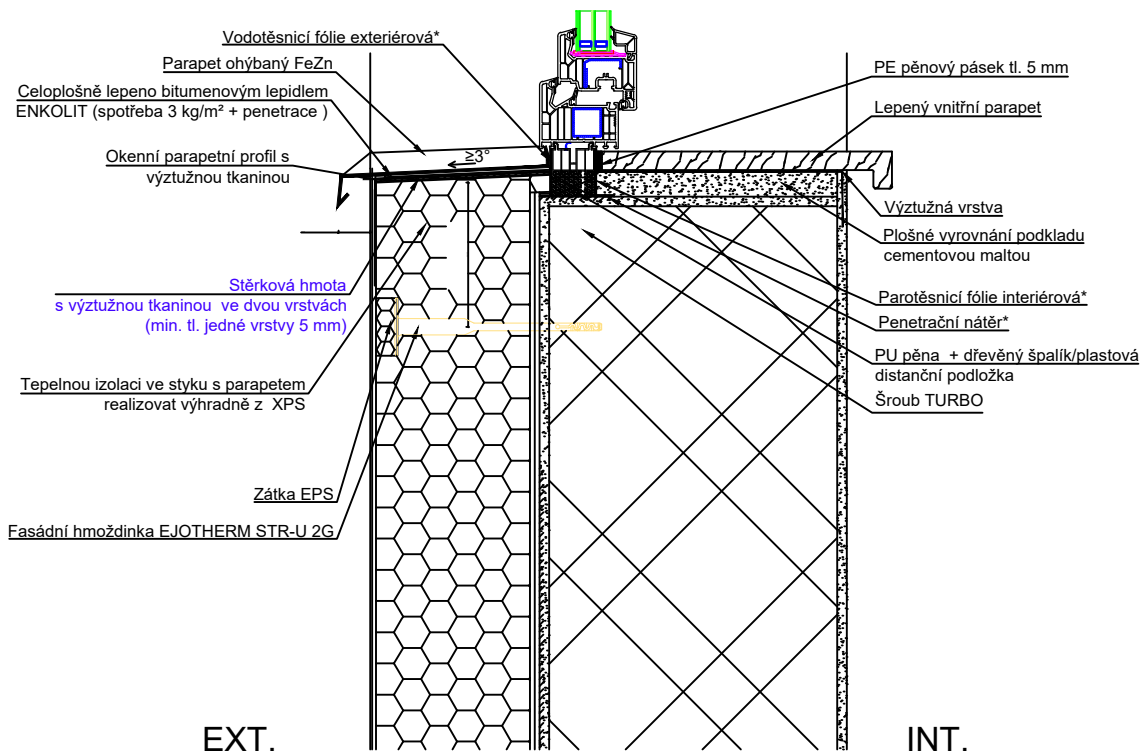 Vodotěsnicí fólie exteriérová*
Parapet ohýbaný FeZn
Celoplošně lepeno bitumenovým lepidlem
ENKOLIT (spotřeba 3 kg/m² + penetrace )
Okenní parapetní profil s
výztužnou tkaninou
≥3°
Stěrková hmota
s výztužnou tkaninou ve dvou vrstvách
(min. tl. jedné vrstvy 5 mm)
Tepelnou izolaci ve styku s parapetem
realizovat výhradně z XPS
Zátka EPS
Fasádní hmoždinka EJOTHERM STR-U 2G
EXT.
PE pěnový pásek tl. 5 mm
Lepený vnitřní parapet
Výztužná vrstva
Plošné vyrovnání podkladu
cementovou maltou
Parotěsnicí fólie interiérová*
Penetrační nátěr*
PU pěna + dřevěný špalík/plastová
distanční podložka
Šroub TURBO
INT.